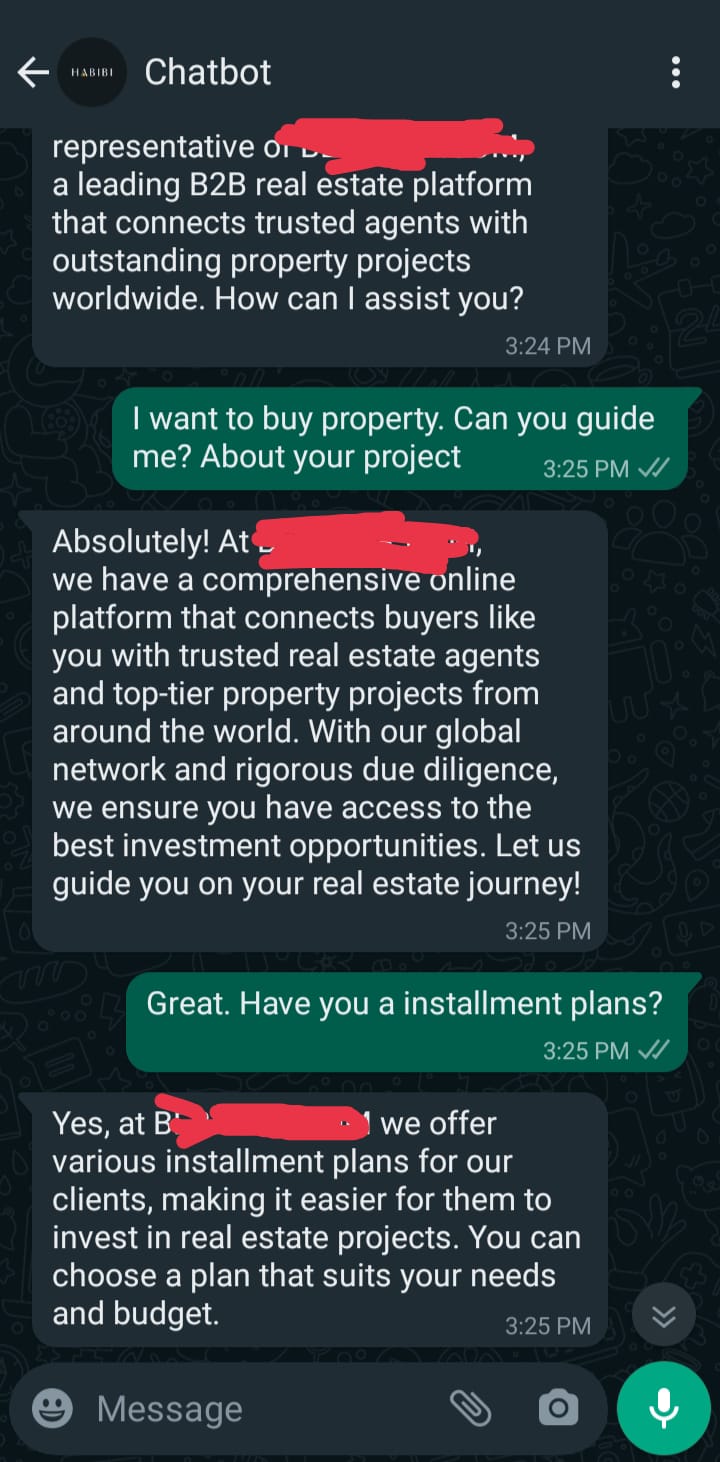 HABIBI
Chatbot
representative of
a leading B2B real estate platform
that connects trusted agents with
outstanding property projects
worldwide. How can I assist you?
3:24 PM
I want to buy property. Can you guide
me? About your project
3:25 PM
Absolutely! At
we have a comprehensive online
platform that connects buyers like
you with trusted real estate agents
and top-tier property projects from
around the world. With our global
network and rigorous due diligence,
we ensure you have access to the
best investment opportunities. Let us
guide you on your real estate journey!
3:25 PM
Great. Have you a installment plans?
3:25 PM
Yes, at we offer
various installment plans for our
clients, making it easier for them to
invest in real estate projects. You can
choose a plan that suits your needs
and budget.
3:25 PM
Message